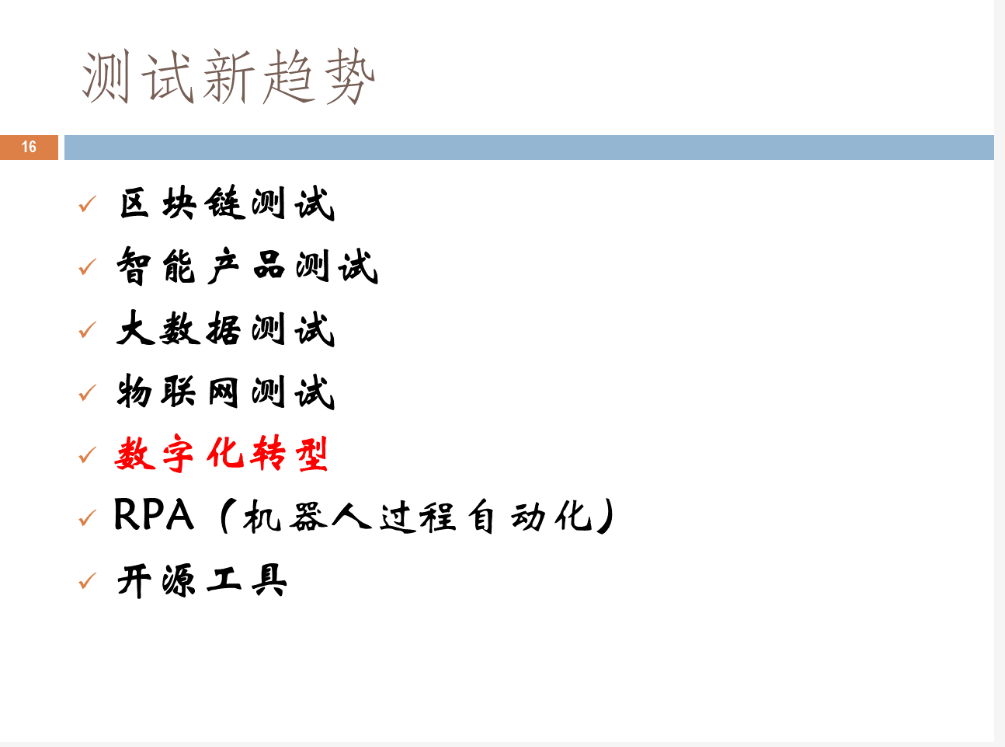 测试新趋势
16
区块链测试
智能产品测试
大数据测试
物联网测试
数字化转型
RPA（机器人过程自动化）
开源工具